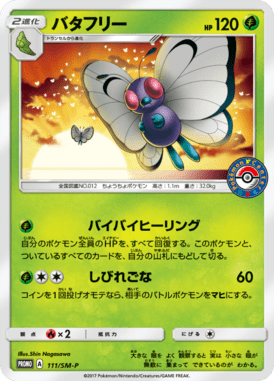 2進化 バタフリー HP 120
トランセルから進化
全国図鑑NO.012 ちょうちょポケモン 高さ:1.1m 重さ:32.0kg
バイバイヒーリング
自分のポケモン全員のHPを、すべて回復する。このポケモンと、ついているすべてのカードを、自分の山札にもどして切る。
しびれごな 60
コインを1回投げオモテなら、相手のバトルポケモンをマヒにする。
弱点 ×2 抵抗力 にげる
Illus.Shin Nagasawa
PROMO A 111/SM-P
©2017 Pokémon/Nintendo/Creatures/GAME FREAK.